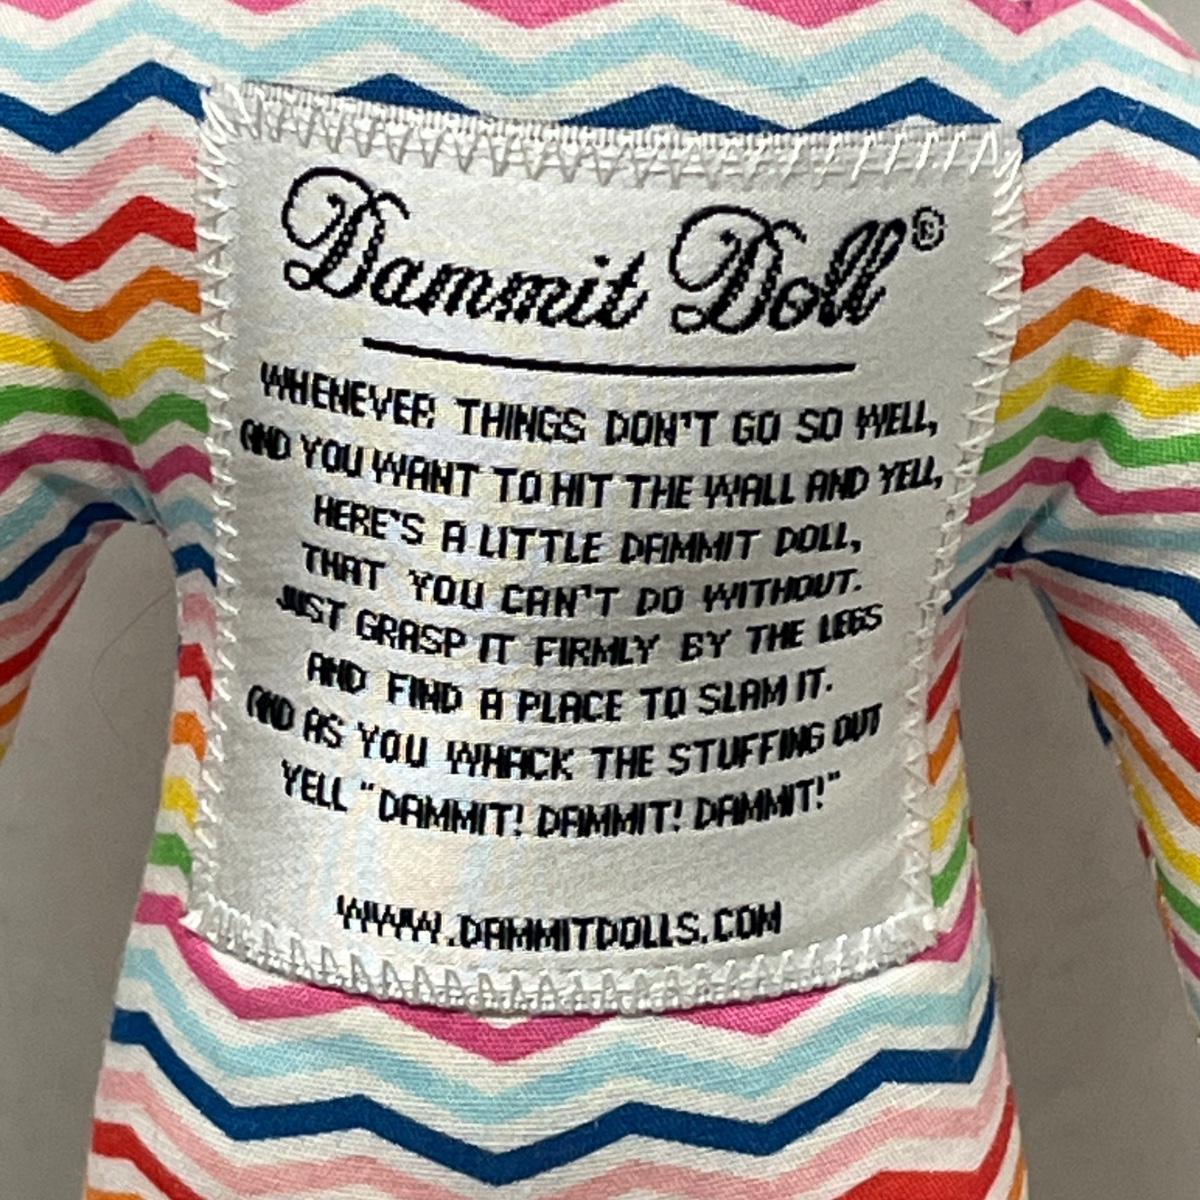 Dammit Doll®
WHENEVER THINGS DON'T GO SO WELL,
AND YOU WANT TO HIT THE WALL AND YELL,
HERE'S A LITTLE DAMMIT DOLL,
THAT YOU CAN'T DO WITHOUT.
JUST GRASP IT FIRMLY BY THE LEGS
AND FIND A PLACE TO SLAM IT.
AND AS YOU WHACK THE STUFFING OUT
YELL "DAMMIT! DAMMIT! DAMMIT!"
WWW.DAMMITDOLLS.COM